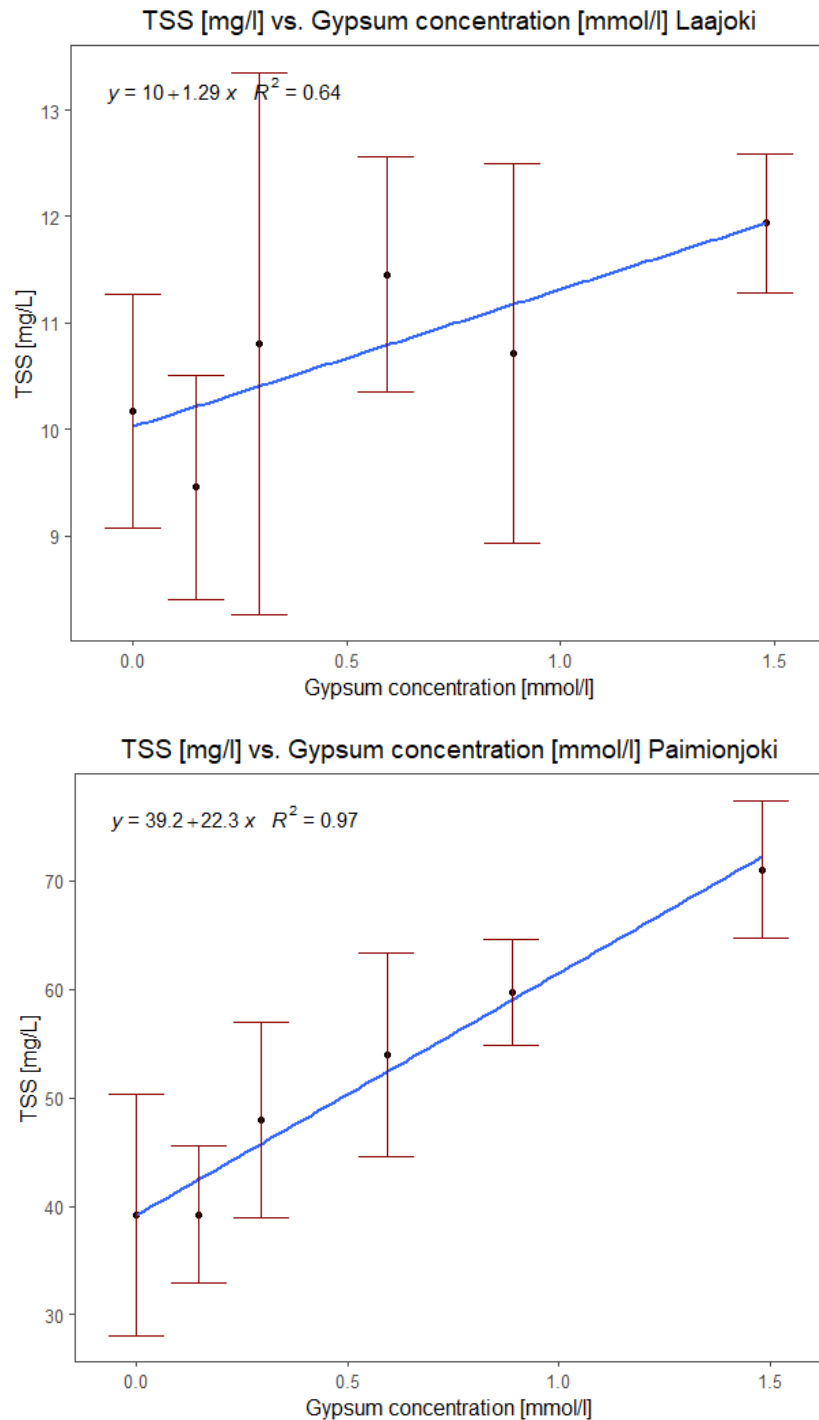 TSS [mg/l] vs. Gypsum concentration [mmol/l] Laajoki
y = 10 + 1.29 x R² = 0.64
13
12
11
10
9
TSS [mg/L]
0.0 0.5 1.0 1.5
Gypsum concentration [mmol/l]
TSS [mg/l] vs. Gypsum concentration [mmol/l] Paimionjoki
y = 39.2 + 22.3 x R² = 0.97
70
60
50
40
30
TSS [mg/L]
0.0 0.5 1.0 1.5
Gypsum concentration [mmol/l]